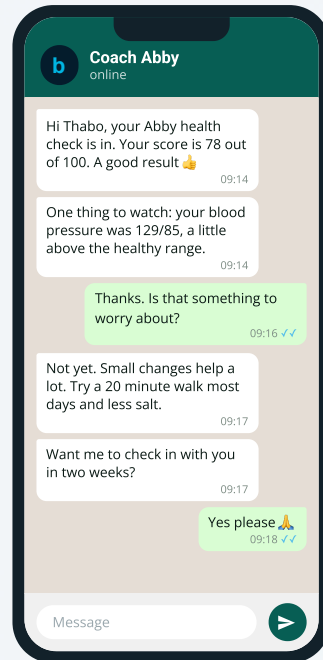 b
Coach Abby
online
Hi Thabo, your Abby health
check is in. Your score is 78 out
of 100. A good result 👍
09:14
One thing to watch: your blood
pressure was 129/85, a little
above the healthy range.
09:14
Thanks. Is that something to
worry about?
09:16 ✓✓
Not yet. Small changes help a
lot. Try a 20 minute walk most
days and less salt.
09:17
Want me to check in with you
in two weeks?
09:17
Yes please🙏
09:18 ✓✓
Message